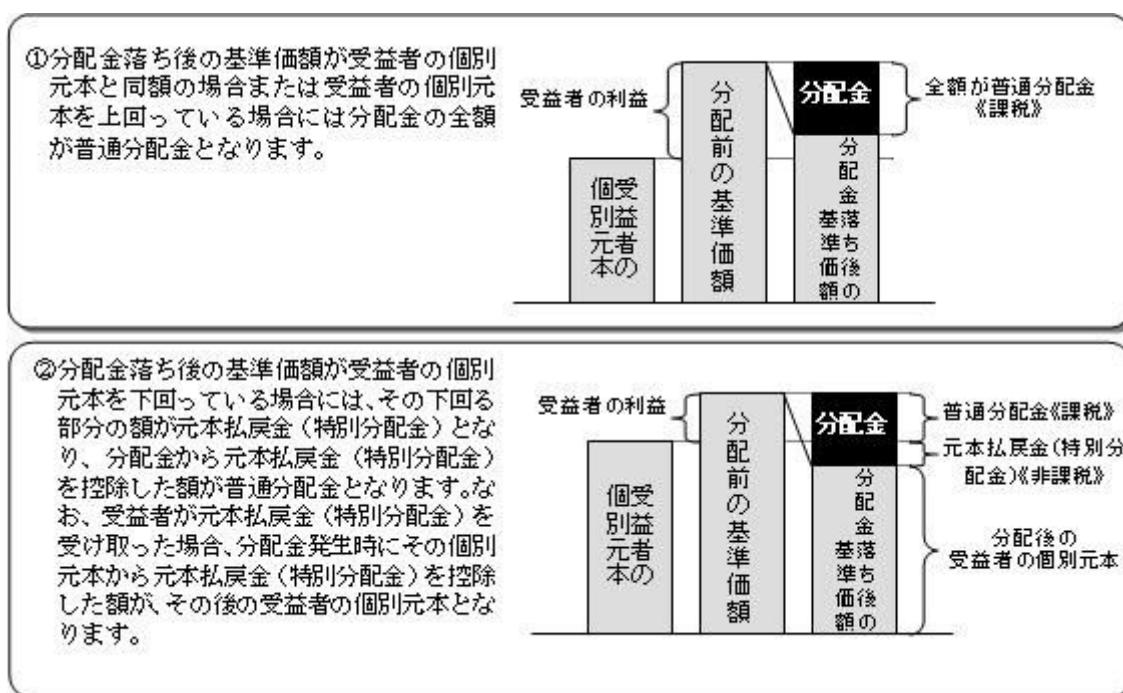 ①分配金落ち後の基準価額が受益者の個別
元本と同額の場合または受益者の個別元
本を上回っている場合には分配金の全額
が普通分配金となります。
受益者の利益
受益者の
個別元本
分配前の基準価額
分配金
分配金落ち後の
基準価額
全額が普通分配金
《課税》
②分配金落ち後の基準価額が受益者の個別
元本を下回っている場合には、その下回る
部分の額が元本払戻金(特別分配金)とな
り、分配金から元本払戻金(特別分配金)
を控除した額が普通分配金となります。な
お、受益者が元本払戻金(特別分配金)を
受け取った場合、分配金発生時にその個別
元本から元本払戻金(特別分配金)を控除
した額が、その後の受益者の個別元本とな
ります。
受益者の利益
受益者の
個別元本
分配前の基準価額
分配金
分配金落ち後の
基準価額
普通分配金《課税》
元本払戻金(特別分
配金)《非課税》
分配後の
受益者の個別元本